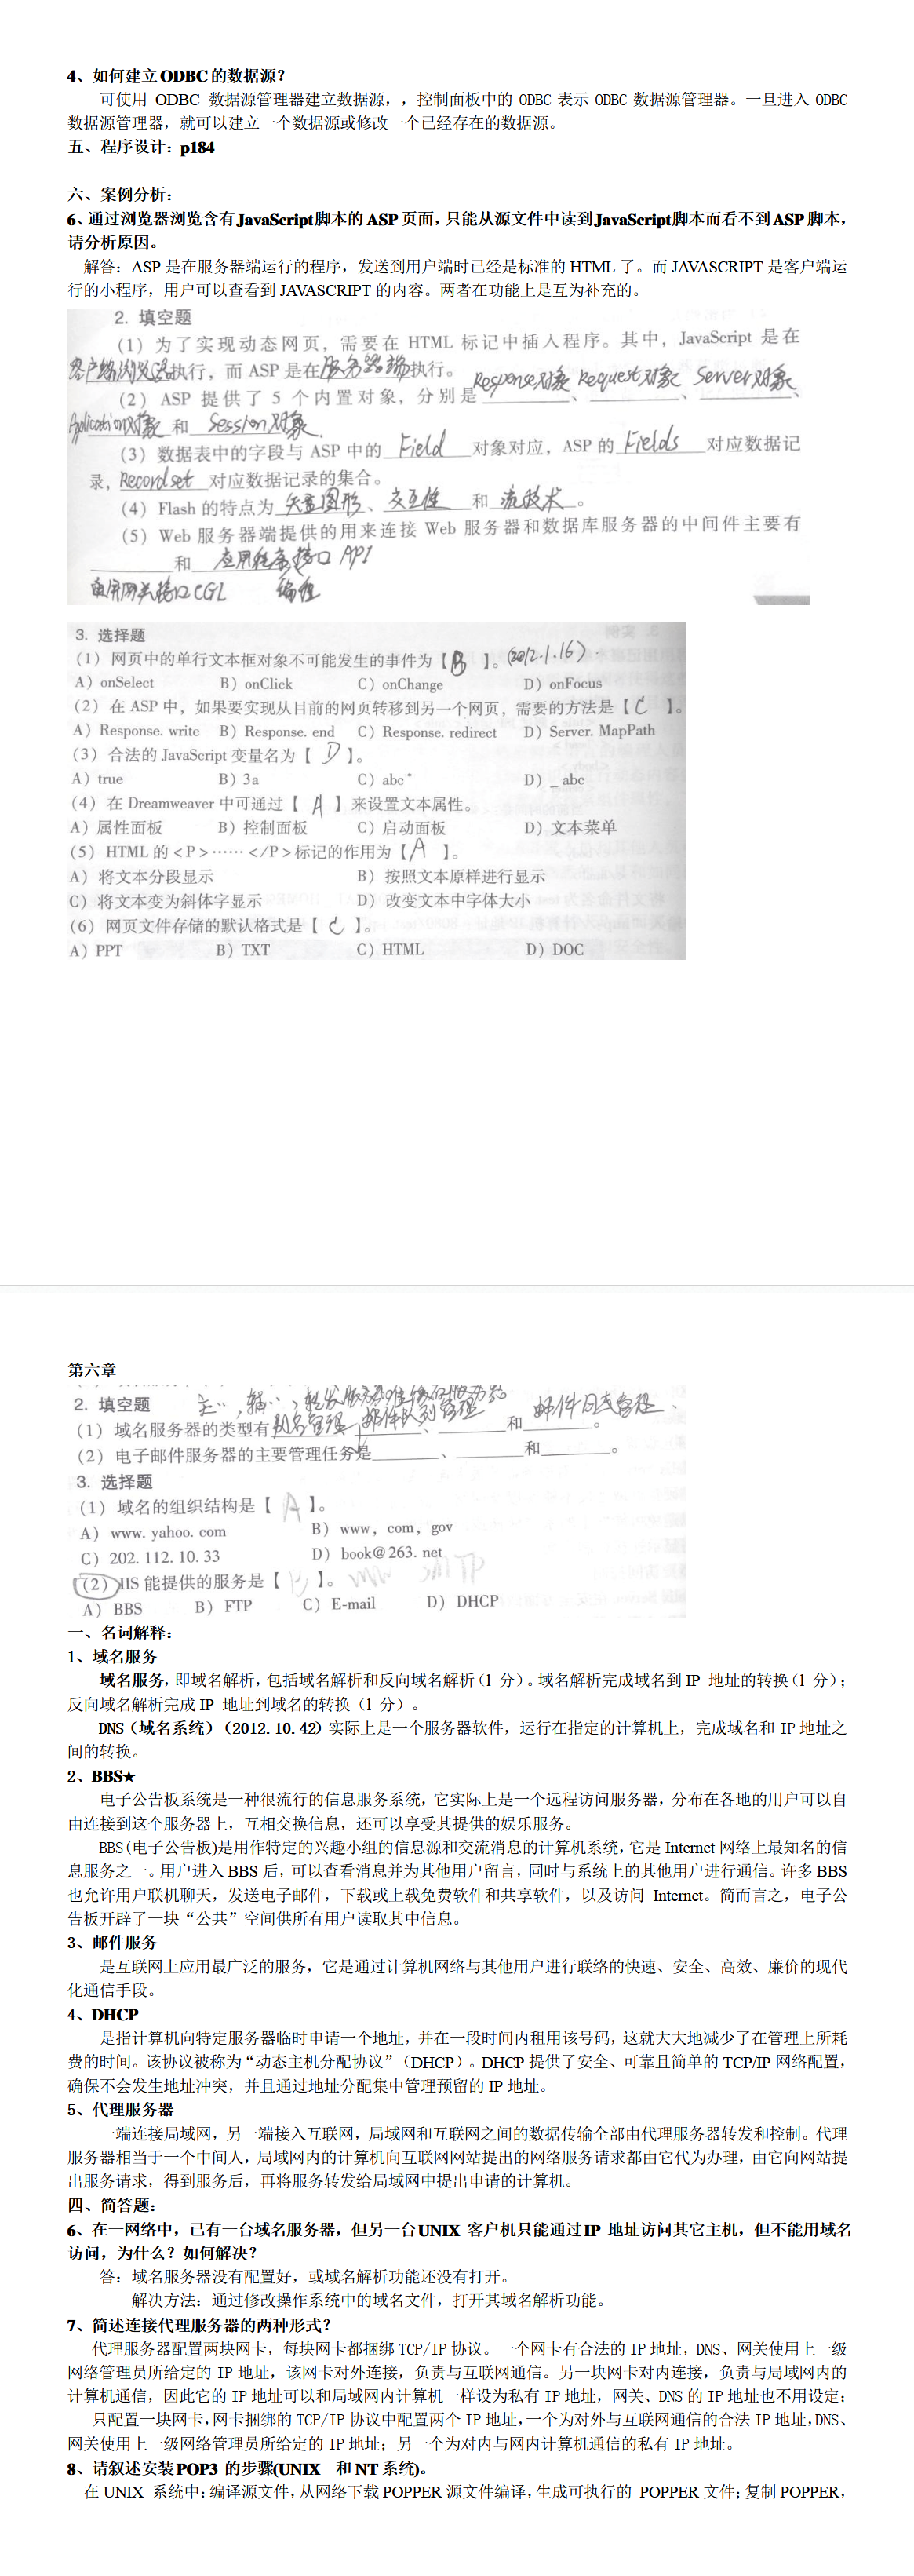 4、如何建立 ODBC 的数据源？
可使用 ODBC 数据源管理器建立数据源，，控制面板中的 ODBC 表示 ODBC 数据源管理器。一旦进入 ODBC
数据源管理器，就可以建立一个数据源或修改一个已经存在的数据源。
五、程序设计：p184
六、案例分析：
6、通过浏览器浏览含有 JavaScript 脚本的 ASP 页面，只能从源文件中读到 JavaScript 脚本而看不到 ASP 脚本，
请分析原因。
解答：ASP 是在服务器端运行的程序，发送到用户端时已经是标准的 HTML 了。而 JAVASCRIPT 是客户端运
行的小程序，用户可以查看到 JAVASCRIPT 的内容。两者在功能上是互为补充的。
2. 填空题
（1）为了实现动态网页，需要在 HTML 标记中插入程序。其中，JavaScript 是在
客户端浏览器执行，而 ASP 是在服务器端执行。
（2）ASP 提供了 5 个内置对象，分别是 Response对象、Request对象、Server对象、
Application对象 和 Session对象.
（3）数据表中的字段与 ASP 中的 Field 对象对应，ASP 的 Fields 对应数据记
录，Recordset 对应数据记录的集合。
（4）Flash 的特点为 矢量图形、交互性 和 流技术。
（5）Web 服务器端提供的用来连接 Web 服务器和数据库服务器的中间件主要有
和 应用程序接口 API
网关接口CGI 编程
3. 选择题
（1）网页中的单行文本框对象不可能发生的事件为【B】。(2012.1.16)
A）onSelect B）onClick C）onChange D）onFocus
（2）在 ASP 中，如果要实现从目前的网页转移到另一个网页，需要的方法是【C】。
A）Response. write B）Response. end C）Response. redirect D）Server. MapPath
（3）合法的 JavaScript 变量名为【D】。
A）true B）3a C）abc* D）_ abc
（4）在 Dreamweaver 中可通过【A】来设置文本属性。
A）属性面板 B）控制面板 C）启动面板 D）文本菜单
（5）HTML 的<P>……</P>标记的作用为【A】。
A）将文本分段显示 B）按照文本原样进行显示
C）将文本变为斜体字显示 D）改变文本中字体大小
（6）网页文件存储的默认格式是【C】。
A）PPT B）TXT C）HTML D）DOC
第六章
2. 填空题
（1）域名服务器的类型有 、 和 。
邮件队列管理 邮件日志管理、
（2）电子邮件服务器的主要管理任务是 、 和 。
3. 选择题
（1）域名的组织结构是【A】。
A）www. yahoo. com B）www，com，gov
C）202. 112. 10. 33 D）book@263. net
（2）IIS 能提供的服务是【B】。 SMTP
A）BBS B）FTP C）E-mail D）DHCP
一、名词解释：
1、域名服务
域名服务，即域名解析，包括域名解析和反向域名解析（1 分）。域名解析完成域名到 IP 地址的转换（1 分）；
反向域名解析完成 IP 地址到域名的转换（1 分）。
DNS（域名系统）（2012.10.42）实际上是一个服务器软件，运行在指定的计算机上，完成域名和 IP 地址之
间的转换。
2、BBS★
电子公告板系统是一种很流行的信息服务系统，它实际上是一个远程访问服务器，分布在各地的用户可以自
由连接到这个服务器上，互相交换信息，还可以享受其提供的娱乐服务。
BBS(电子公告板)是用作特定的兴趣小组的信息源和交流消息的计算机系统，它是 Internet 网络上最知名的信
息服务之一。用户进入 BBS 后，可以查看消息并为其他用户留言，同时与系统上的其他用户进行通信。许多 BBS
也允许用户联机聊天，发送电子邮件，下载或上载免费软件和共享软件，以及访问 Internet。简而言之，电子公
告板开辟了一块“公共”空间供所有用户读取其中信息。
3、邮件服务
是互联网上应用最广泛的服务，它是通过计算机网络与其他用户进行联络的快速、安全、高效、廉价的现代
化通信手段。
4、DHCP
是指计算机向特定服务器临时申请一个地址，并在一段时间内租用该号码，这就大大地减少了在管理上所耗
费的时间。该协议被称为“动态主机分配协议”（DHCP）。DHCP 提供了安全、可靠且简单的 TCP/IP 网络配置，
确保不会发生地址冲突，并且通过地址分配集中管理预留的 IP 地址。
5、代理服务器
一端连接局域网，另一端接入互联网，局域网和互联网之间的数据传输全部由代理服务器转发和控制。代理
服务器相当于一个中间人，局域网内的计算机向互联网网站提出的网络服务请求都由它代为办理，由它向网站提
出服务请求，得到服务后，再将服务转发给局域网中提出申请的计算机。
四、简答题：
6、在一网络中，已有一台域名服务器，但另一台 UNIX 客户机只能通过 IP 地址访问其它主机，但不能用域名
访问，为什么？如何解决？
答：域名服务器没有配置好，或域名解析功能还没有打开。
解决方法：通过修改操作系统中的域名文件，打开其域名解析功能。
7、简述连接代理服务器的两种形式？
代理服务器配置两块网卡，每块网卡都捆绑 TCP/IP 协议。一个网卡有合法的 IP 地址，DNS、网关使用上一级
网络管理员所给定的 IP 地址，该网卡对外连接，负责与互联网通信。另一块网卡对内连接，负责与局域网内的
计算机通信，因此它的 IP 地址可以和局域网内计算机一样设为私有 IP 地址，网关、DNS 的 IP 地址也不用设定；
只配置一块网卡，网卡捆绑的 TCP/IP 协议中配置两个 IP 地址，一个为对外与互联网通信的合法 IP 地址，DNS、
网关使用上一级网络管理员所给定的 IP 地址；另一个为对内与网内计算机通信的私有 IP 地址。
8、请叙述安装 POP3 的步骤(UNIX 和 NT 系统)。
在 UNIX 系统中：编译源文件，从网络下载 POPPER 源文件编译，生成可执行的 POPPER 文件；复制 POPPER，